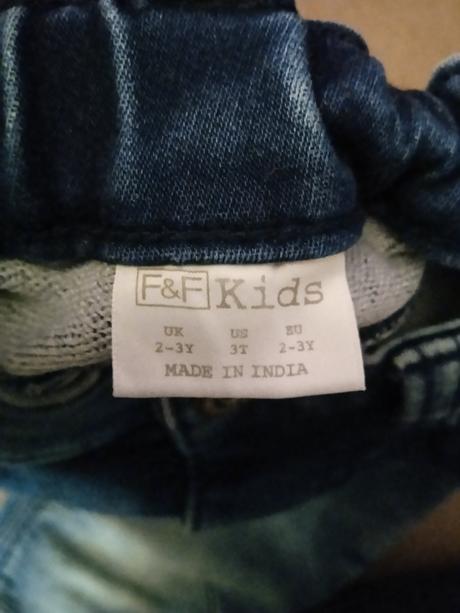 F&F Kids
UK US EU
2-3Y 3T 2-3Y
MADE IN INDIA